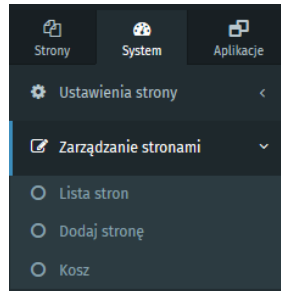 Strony System Aplikacje
Ustawienia strony
Zarządzanie stronami
Lista stron
Dodaj stronę
Kosz